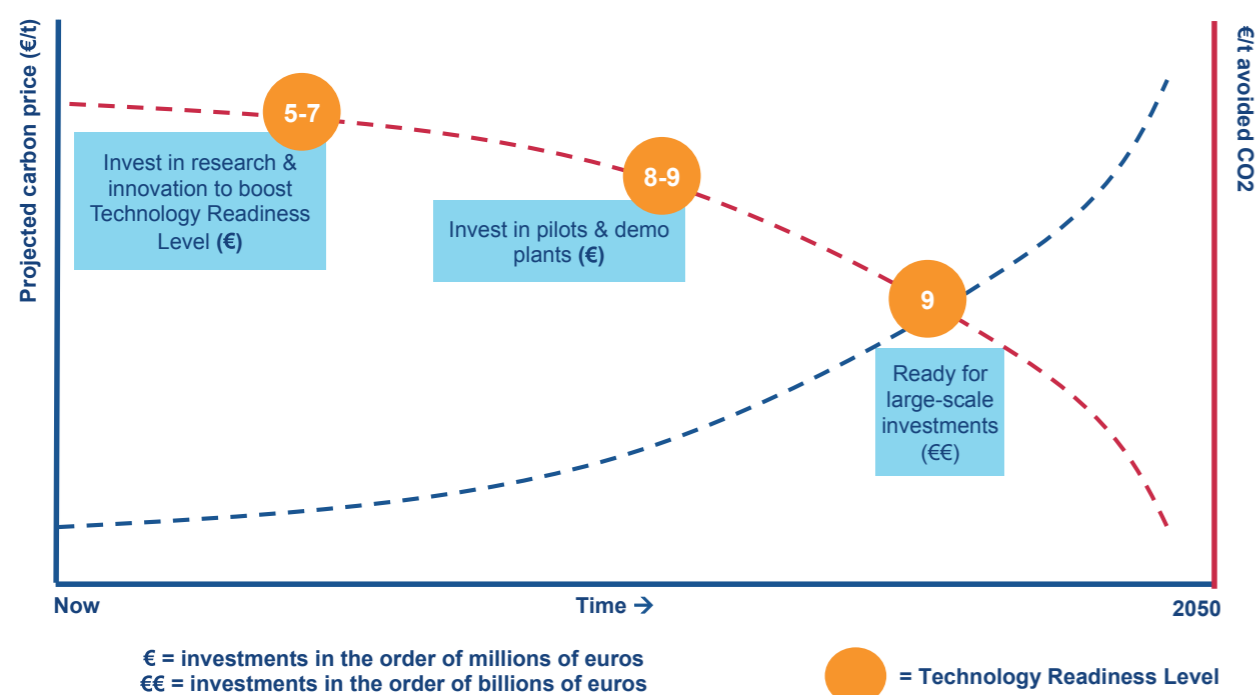 Projected carbon price (€/t)
€/t avoided CO2
5-7
Invest in research &
innovation to boost
Technology Readiness
Level (€)
8-9
Invest in pilots & demo
plants (€)
9
Ready for
large-scale
investments
(€€)
Now
Time →
2050
€ = investments in the order of millions of euros
€€ = investments in the order of billions of euros
= Technology Readiness Level